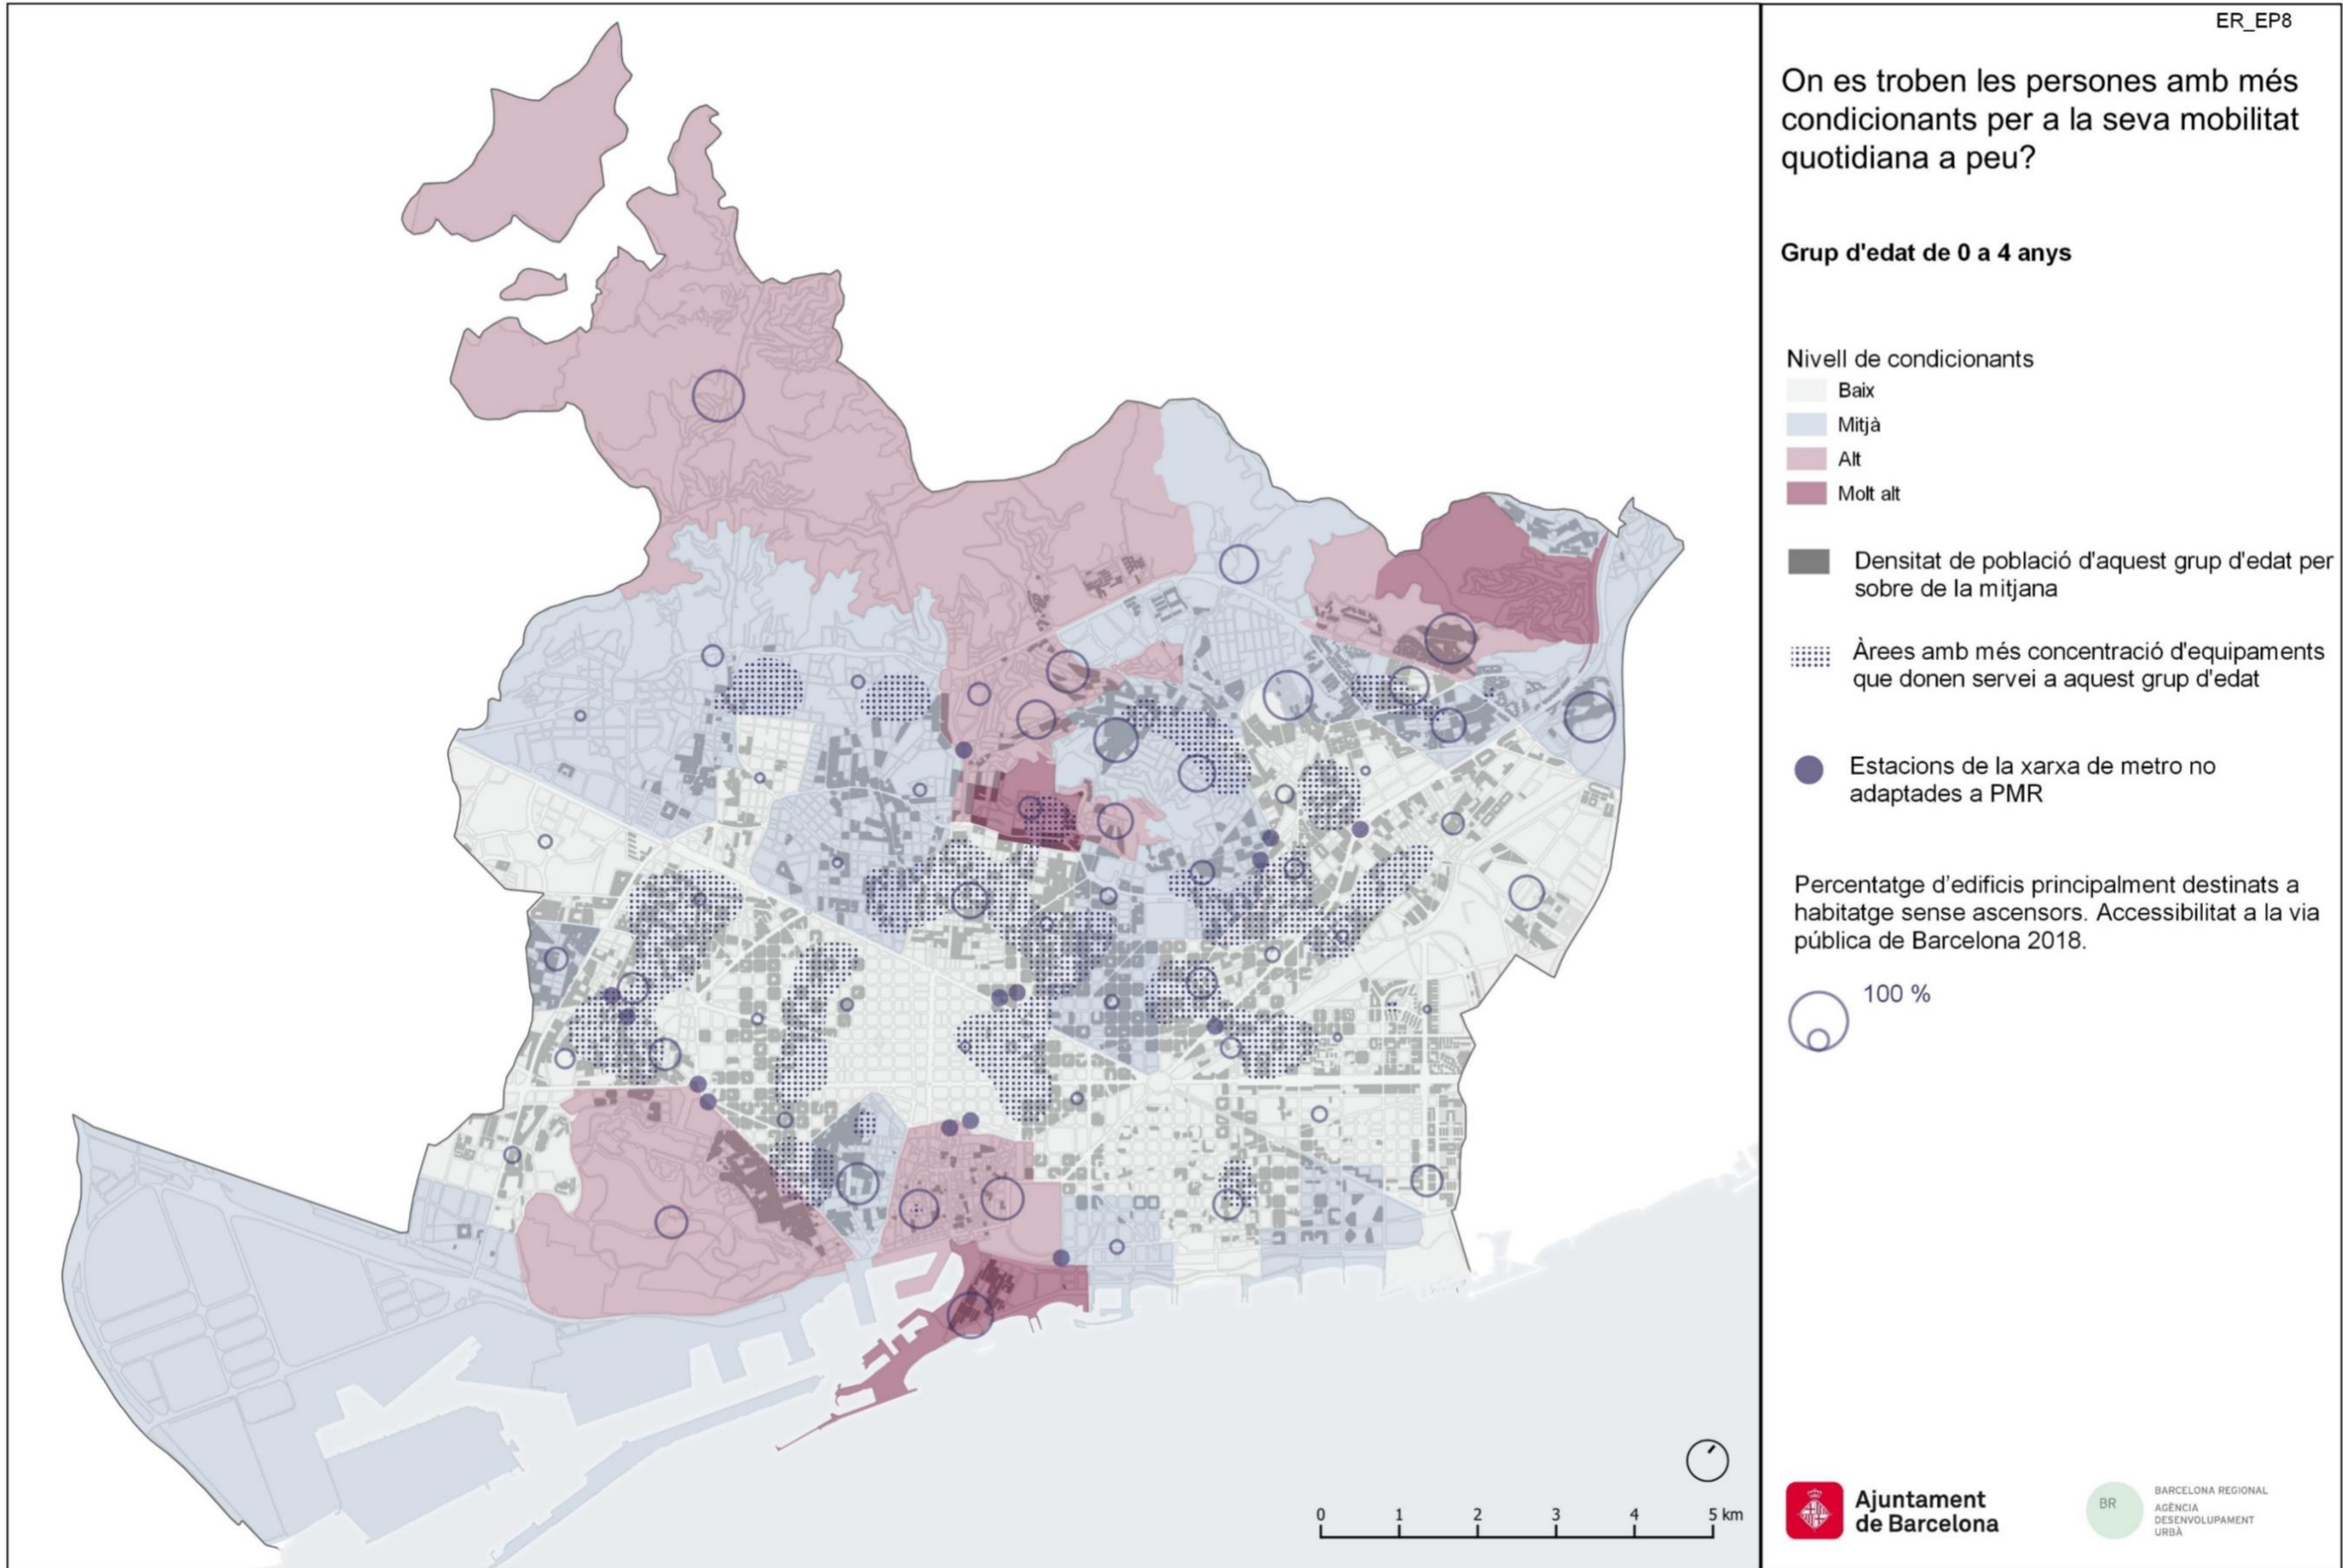 ER_EP8
On es troben les persones amb més
condicionants per a la seva mobilitat
quotidiana a peu?
Grup d'edat de 0 a 4 anys
Nivell de condicionants
Baix
Mitjà
Alt
Molt alt
Densitat de població d'aquest grup d'edat per
sobre de la mitjana
Àrees amb més concentració d'equipaments
que donen servei a aquest grup d'edat
Estacions de la xarxa de metro no
adaptades a PMR
Percentatge d'edificis principalment destinats a
habitatge sense ascensors. Accessibilitat a la via
pública de Barcelona 2018.
100 %
0 1 2 3 4 5 km
Ajuntament
de Barcelona
BR
BARCELONA REGIONAL
AGÈNCIA
DESENVOLUPAMENT
URBÀ